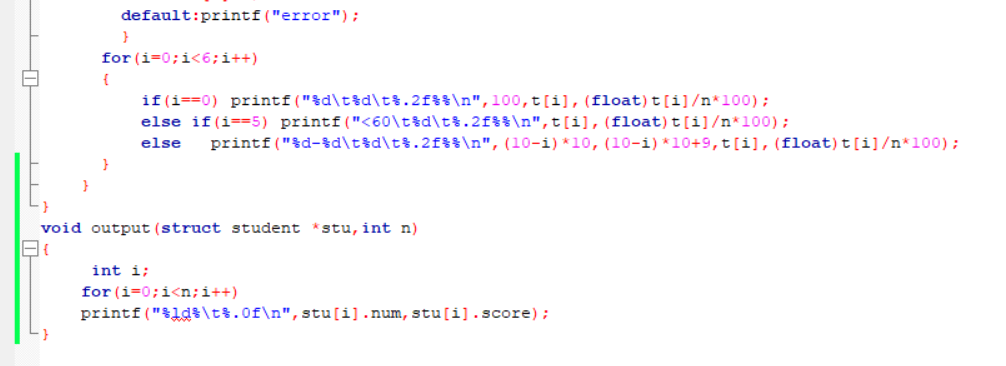 default:printf("error");
}
for(i=0;i<6;i++)
{
if(i==0) printf("%d\t%d\t%.2f%%\n",100,t[i],(float)t[i]/n*100);
else if(i==5) printf("<60\t%d\t%.2f%%\n",t[i],(float)t[i]/n*100);
else   printf("%d-%d\t%d\t%.2f%%\n",(10-i)*10,(10-i)*10+9,t[i],(float)t[i]/n*100);
}
}
}
void output(struct student *stu,int n)
{
int i;
for(i=0;i<n;i++)
printf("%ld%\t%.0f\n",stu[i].num,stu[i].score);
}